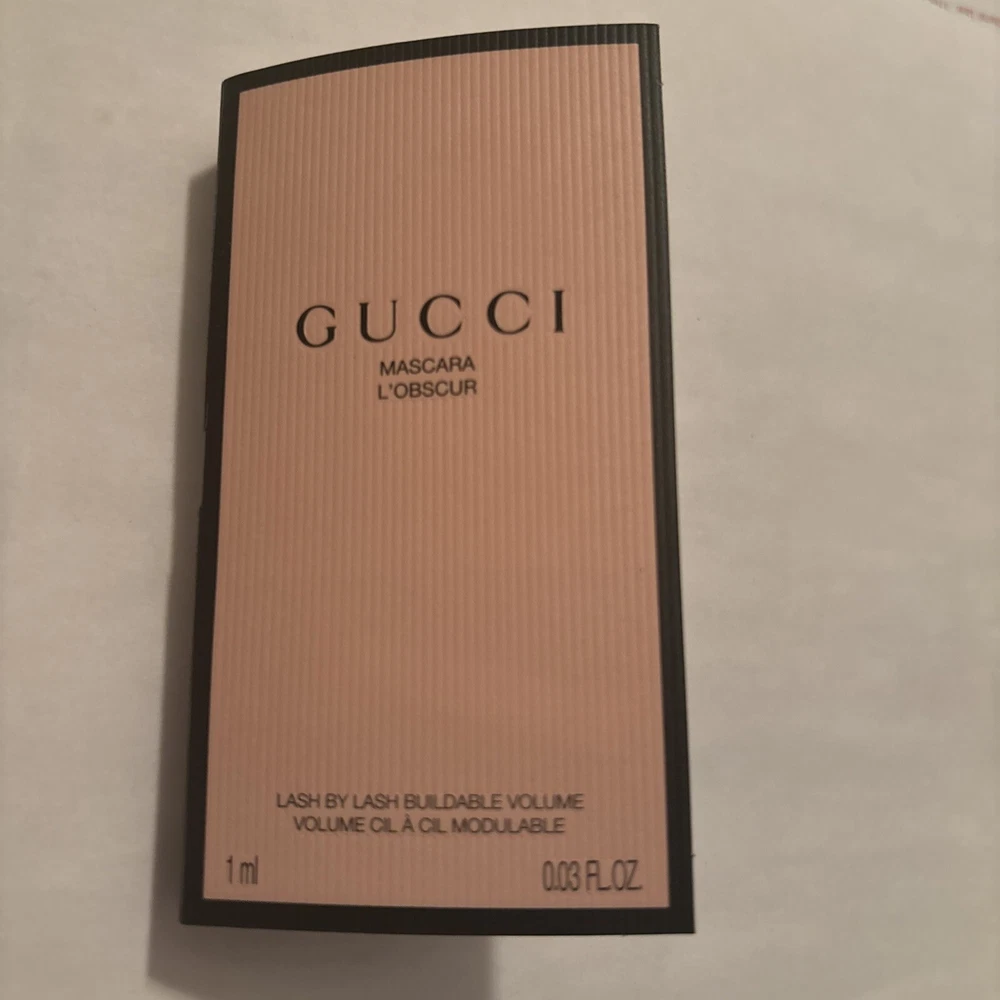 GUCCI
MASCARA
L'OBSCUR
LASH BY LASH BUILDABLE VOLUME
VOLUME CIL À CIL MODULABLE
1 ml 0.03 FL.OZ.